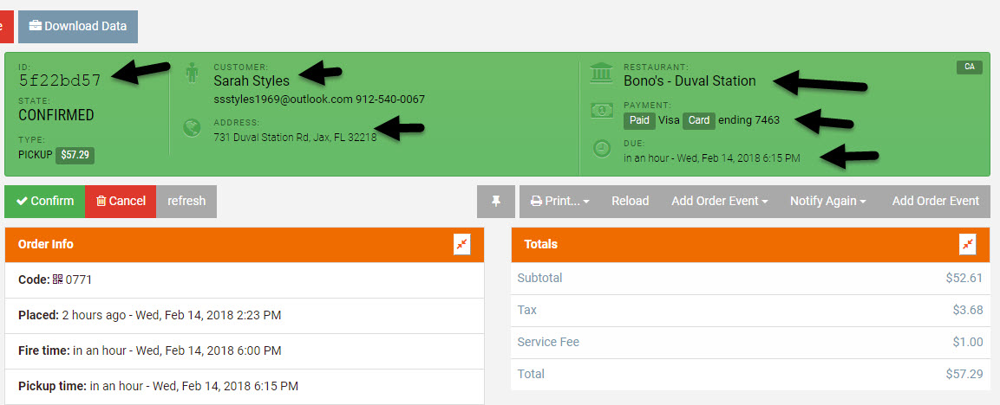 e
Download Data
ID:
5f22bd57
STATE:
CONFIRMED
TYPE:
PICKUP $57.29
CUSTOMER:
Sarah Styles
ssstyles1969@outlook.com 912-540-0067
ADDRESS:
731 Duval Station Rd, Jax, FL 32218
RESTAURANT:
Bono's - Duval Station
CA
PAYMENT:
Paid Visa Card ending 7463
DUE:
in an hour - Wed, Feb 14, 2018 6:15 PM
Confirm Cancel refresh
Print... Reload Add Order Event Notify Again Add Order Event
Order Info
Code: 0771
Placed: 2 hours ago - Wed, Feb 14, 2018 2:23 PM
Fire time: in an hour - Wed, Feb 14, 2018 6:00 PM
Pickup time: in an hour - Wed, Feb 14, 2018 6:15 PM
Totals
Subtotal $52.61
Tax $3.68
Service Fee $1.00
Total $57.29